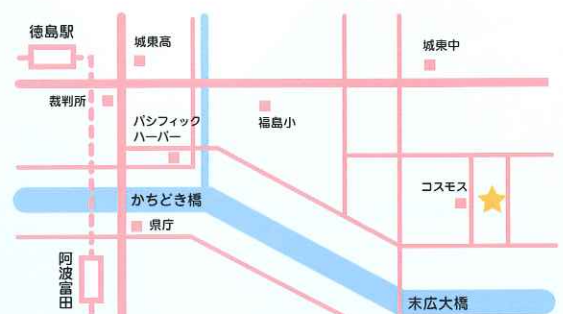 徳島駅
城東高
城東中
裁判所
パシフィック
ハーバー
福島小
コスモス
かちどき橋
県庁
阿波富田
末広大橋